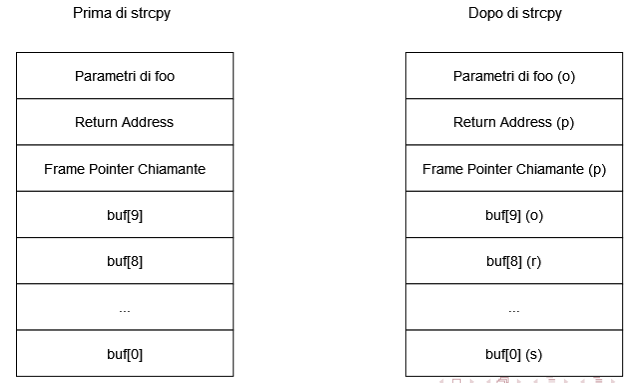 Prima di strcpy
Dopo di strcpy
Parametri di foo
Parametri di foo (o)
Return Address
Return Address (p)
Frame Pointer Chiamante
Frame Pointer Chiamante (p)
buf[9]
buf[9] (o)
buf[8]
buf[8] (r)
...
...
buf[0]
buf[0] (s)